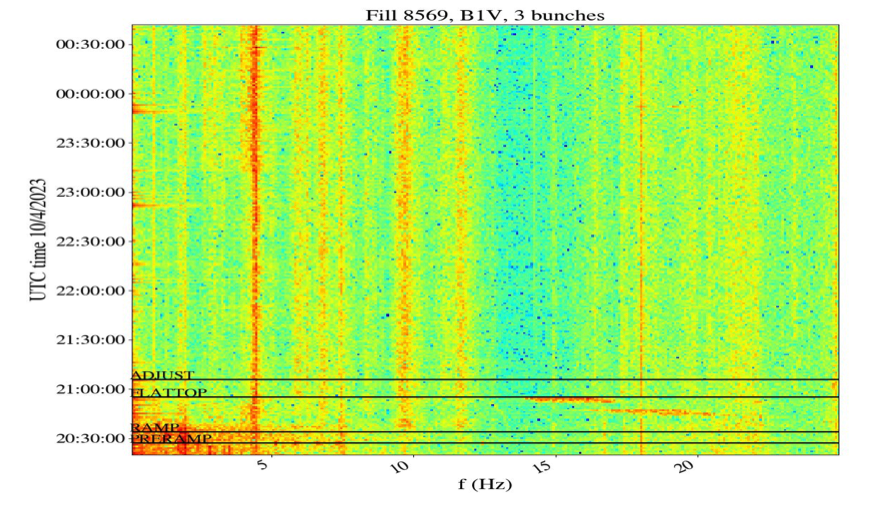 Fill 8569, B1V, 3 bunches
00:30:00
00:00:00
23:30:00
23:00:00
22:30:00
22:00:00
21:30:00
21:00:00
20:30:00
UTC time 10/4/2023
ADJUST
FLATTOP
RAMP
PRERAMP
5
10
15
20
f (Hz)